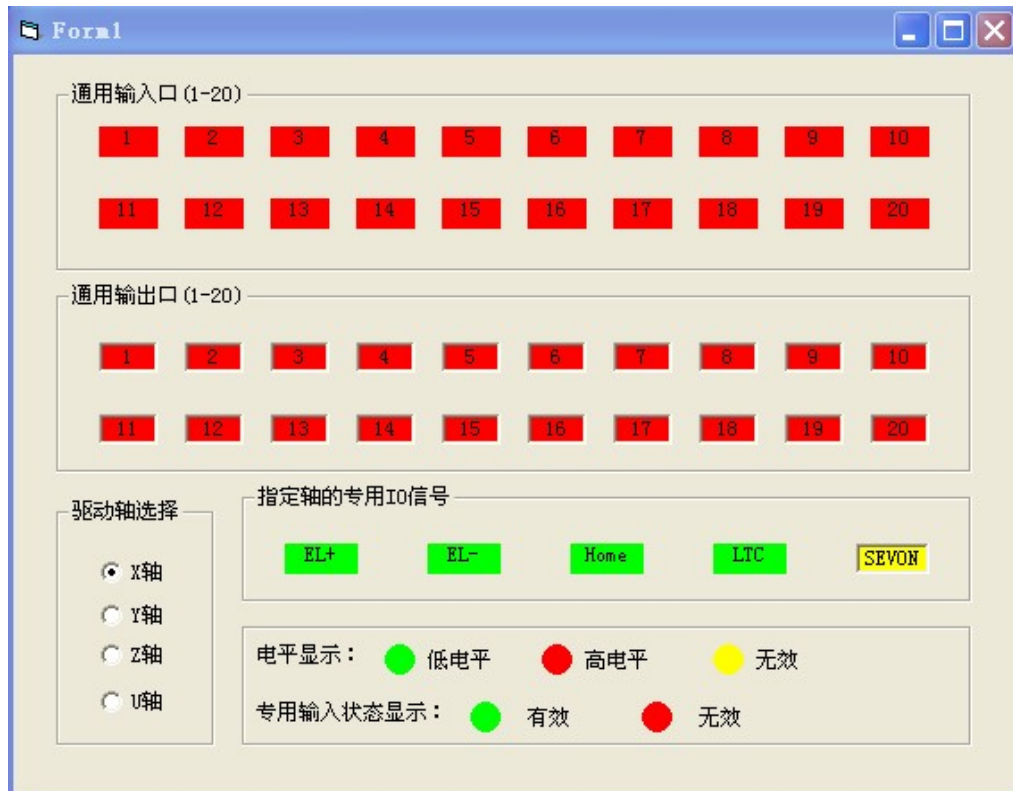 Form1
通用输入口(1-20)
1 2 3 4 5 6 7 8 9 10
11 12 13 14 15 16 17 18 19 20
通用输出口(1-20)
1 2 3 4 5 6 7 8 9 10
11 12 13 14 15 16 17 18 19 20
驱动轴选择
X轴
Y轴
Z轴
U轴
指定轴的专用IO信号
EL+ EL- Home LTC SEVON
电平显示： 低电平 高电平 无效
专用输入状态显示： 有效 无效